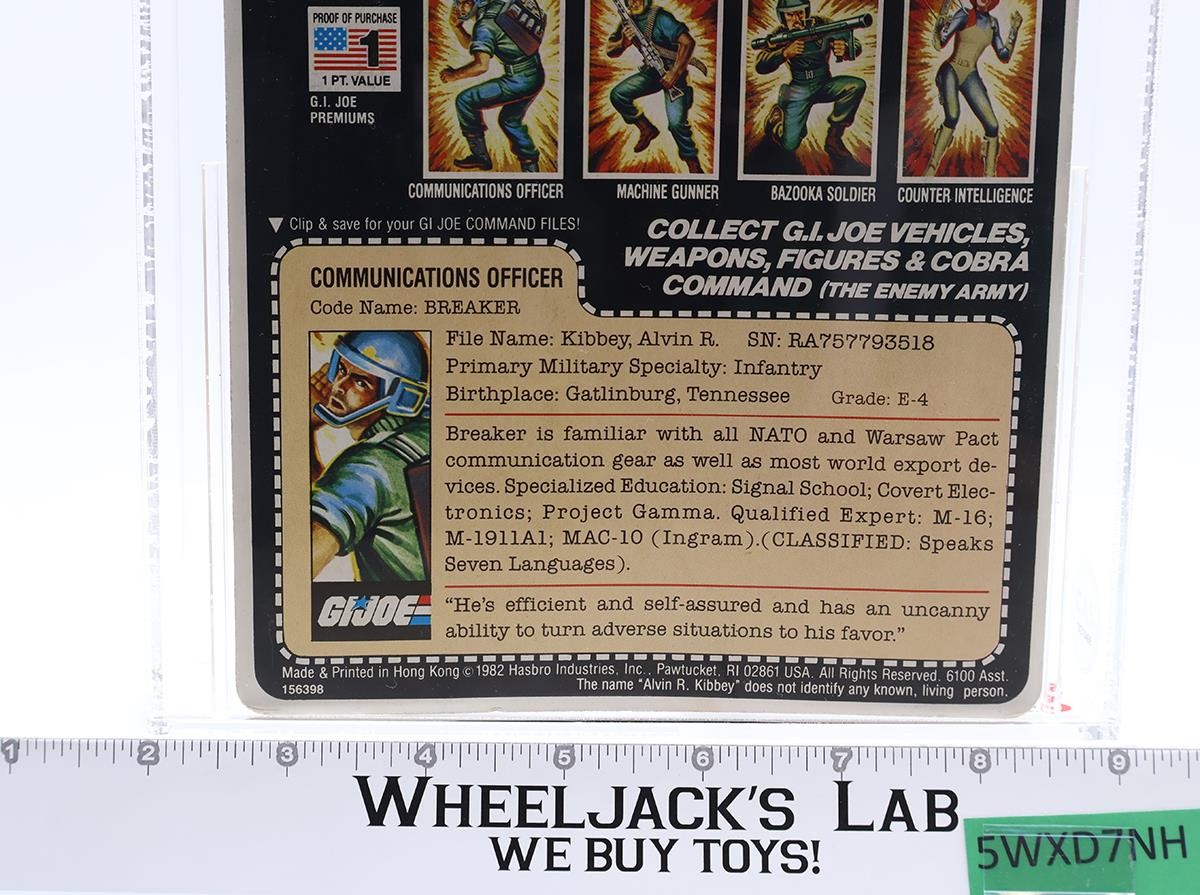 PROOF OF PURCHASE
1
1 PT. VALUE
G.I. JOE
PREMIUMS
COMMUNICATIONS OFFICER
MACHINE GUNNER
BAZOOKA SOLDIER
COUNTER INTELLIGENCE
▼ Clip & save for your GI JOE COMMAND FILES!
COLLECT G.I. JOE VEHICLES,
WEAPONS, FIGURES & COBRA
COMMAND (THE ENEMY ARMY)
COMMUNICATIONS OFFICER
Code Name: BREAKER
File Name: Kibbey, Alvin R. SN: RA757793518
Primary Military Specialty: Infantry
Birthplace: Gatlinburg, Tennessee Grade: E-4
Breaker is familiar with all NATO and Warsaw Pact
communication gear as well as most world export de-
vices. Specialized Education: Signal School; Covert Elec-
tronics; Project Gamma. Qualified Expert: M-16;
M-1911A1; MAC-10 (Ingram).(CLASSIFIED: Speaks
Seven Languages).
GI JOE
"He's efficient and self-assured and has an uncanny
ability to turn adverse situations to his favor."
Made & Printed in Hong Kong © 1982 Hasbro Industries, Inc., Pawtucket, RI 02861 USA. All Rights Reserved. 6100 Asst.
156398 The name "Alvin R. Kibbey" does not identify any known, living person.
1 2 3 4 5 6 7 8 9
WHEELJACK'S LAB
WE BUY TOYS!
5WXD7NH